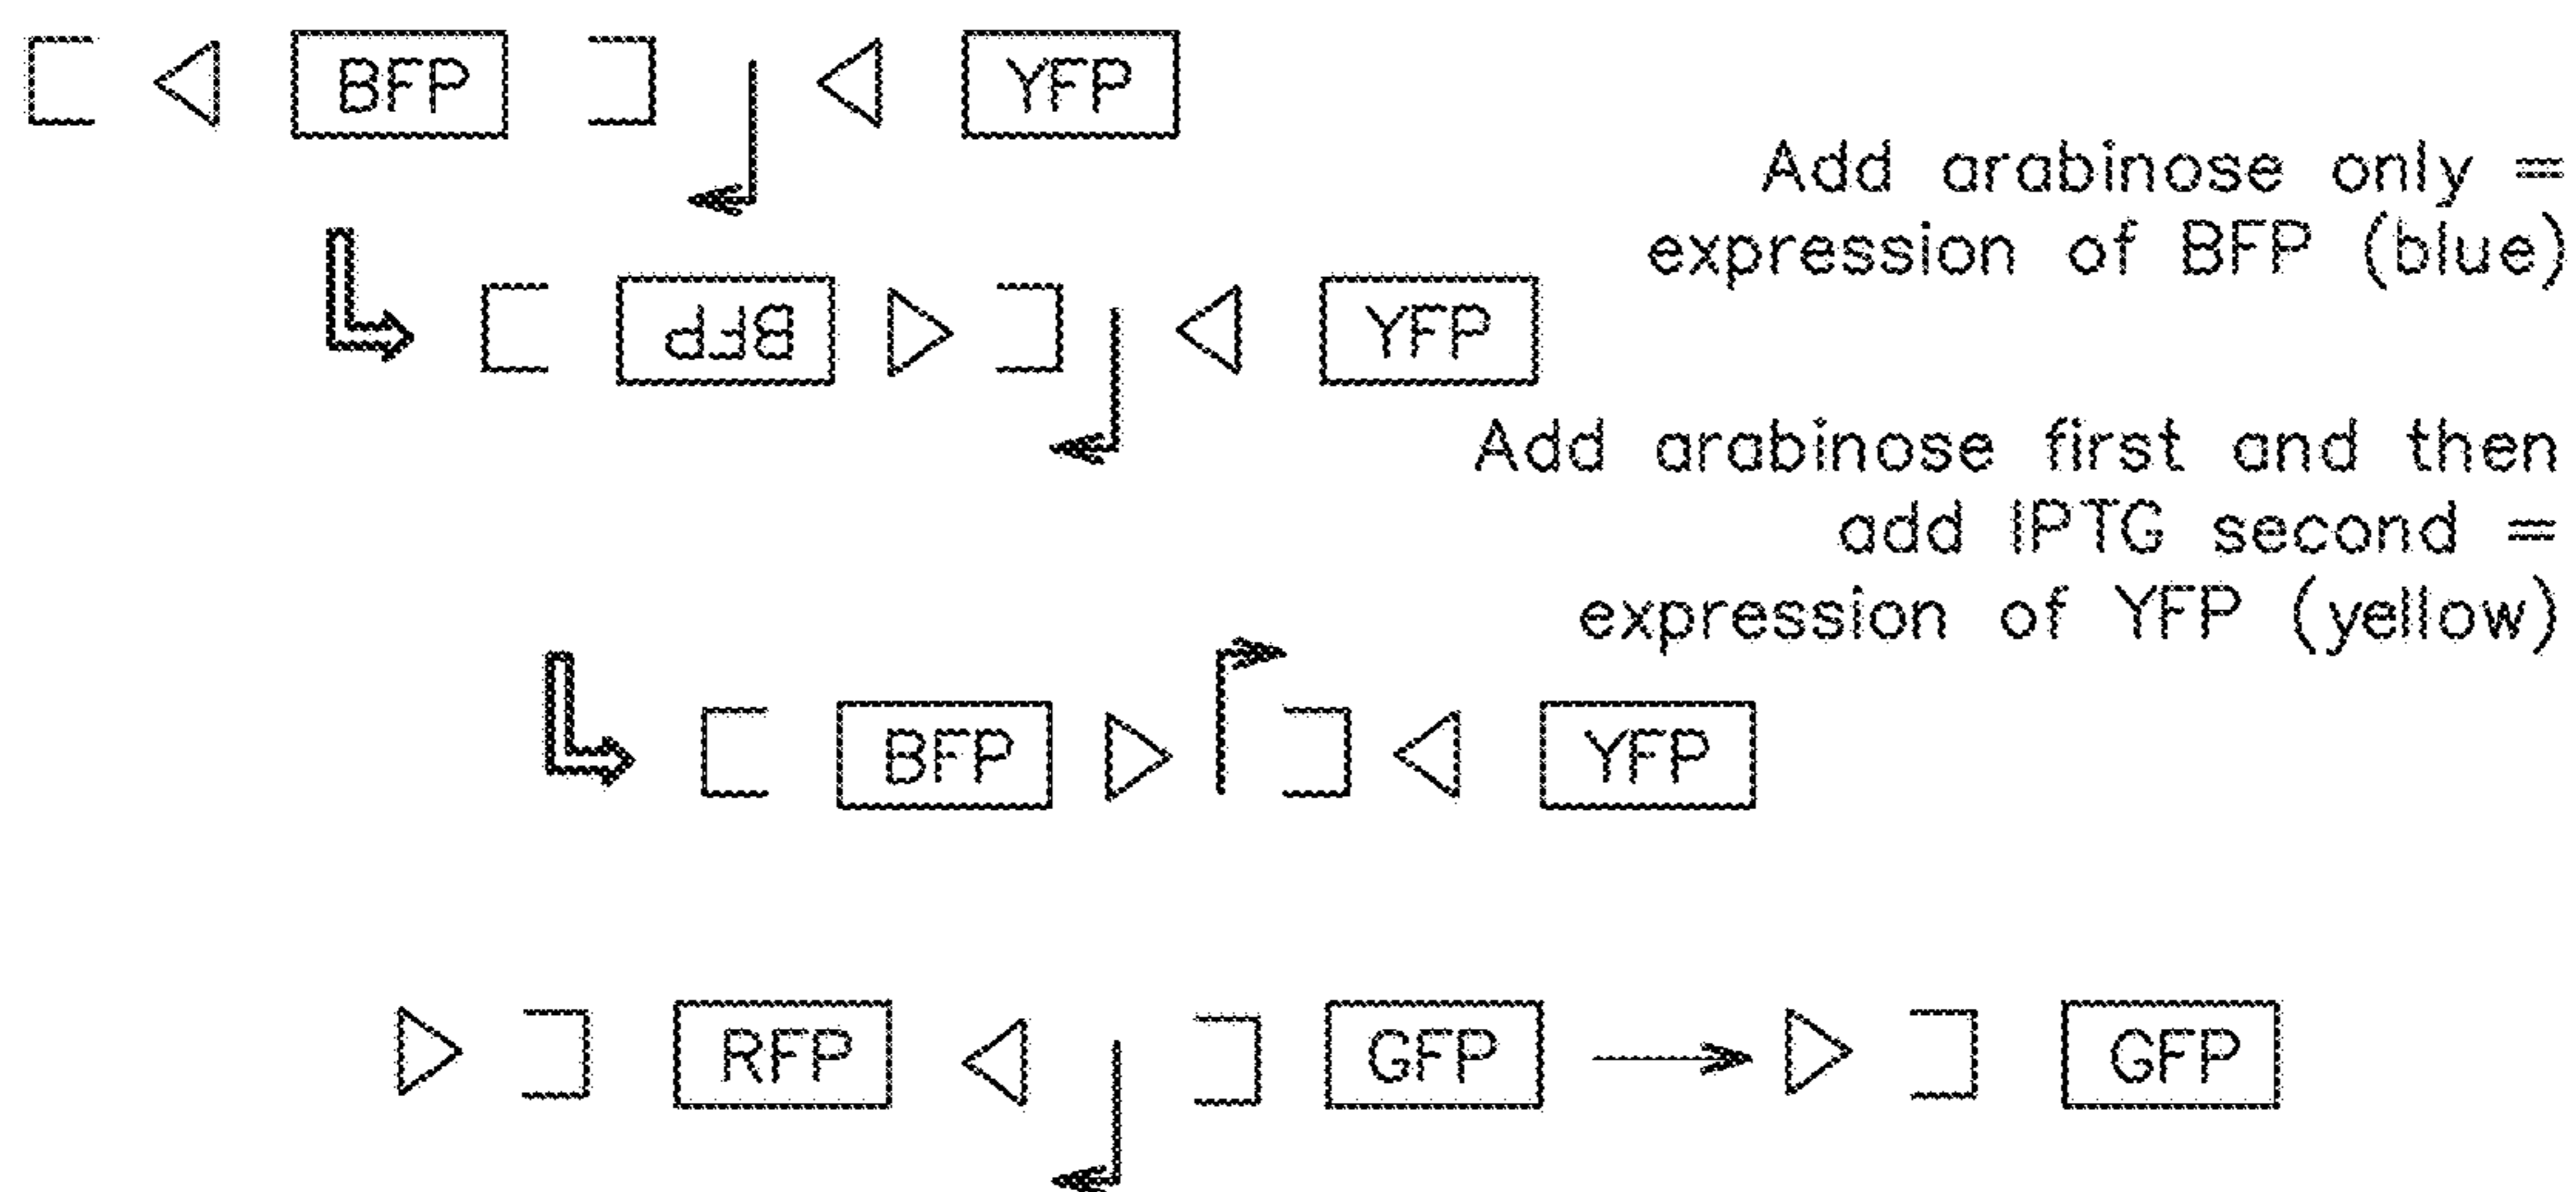 BFP YFP
Add arabinose only =
expression of BFP (blue)
BFP YFP
Add arabinose first and then
add IPTG second =
expression of YFP (yellow)
BFP YFP
RFP GFP GFP